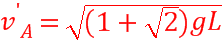 v'_A = √((1 + √2)gL)